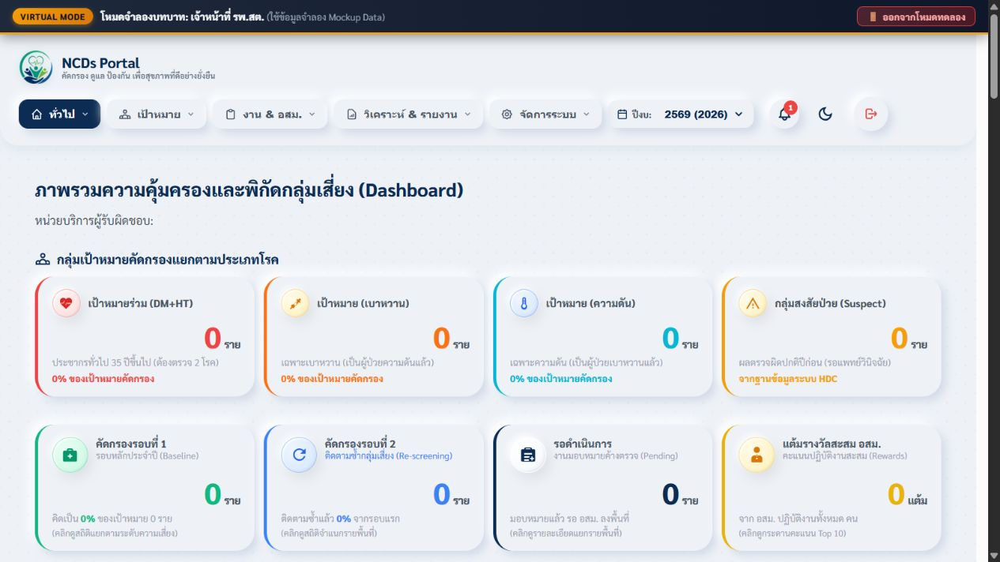 VIRTUAL MODE โหมดจำลองบทบาท: เจ้าหน้าที่ รพ.สต. (ใช้ข้อมูลจำลอง Mockup Data) ออกจากโหมดทดลอง
NCDs Portal
คัดกรอง ดูแล ป้องกัน เพื่อสุขภาพที่ดีอย่างยั่งยืน
ทั่วไป เป้าหมาย งาน & อสม. วิเคราะห์ & รายงาน จัดการระบบ ปีงบ: 2569 (2026) 1
ภาพรวมความคุ้มครองและพิกัดกลุ่มเสี่ยง (Dashboard)
หน่วยบริการผู้รับผิดชอบ:
กลุ่มเป้าหมายคัดกรองแยกตามประเภทโรค
เป้าหมายร่วม (DM+HT)
0 ราย
ประชากรทั่วไป 35 ปีขึ้นไป (ต้องตรวจ 2 โรค)
0% ของเป้าหมายคัดกรอง
เป้าหมาย (เบาหวาน)
0 ราย
เฉพาะเบาหวาน (เป็นผู้ป่วยความดันแล้ว)
0% ของเป้าหมายคัดกรอง
เป้าหมาย (ความดัน)
0 ราย
เฉพาะความดัน (เป็นผู้ป่วยเบาหวานแล้ว)
0% ของเป้าหมายคัดกรอง
กลุ่มสงสัยป่วย (Suspect)
0 ราย
ผลตรวจผิดปกติปีก่อน (รอแพทย์วินิจฉัย)
จากฐานข้อมูลระบบ HDC
คัดกรองรอบที่ 1
รอบหลักประจำปี (Baseline)
0 ราย
คิดเป็น 0% ของเป้าหมาย 0 ราย
(คลิกดูสถิติแยกตามระดับความเสี่ยง)
คัดกรองรอบที่ 2
ติดตามซ้ำกลุ่มเสี่ยง (Re-screening)
0 ราย
ติดตามซ้ำแล้ว 0% จากรอบแรก
(คลิกดูสถิติจำแนกรายพื้นที่)
รอดำเนินการ
งานมอบหมายค้างตรวจ (Pending)
0 ราย
มอบหมายแล้ว รอ อสม. ลงพื้นที่
(คลิกดูรายละเอียดแยกรายพื้นที่)
แต้มรางวัลสะสม อสม.
คะแนนปฏิบัติงานสะสม (Rewards)
0 แต้ม
จาก อสม. ปฏิบัติงานทั้งหมด คน
(คลิกดูกระดานคะแนน Top 10)